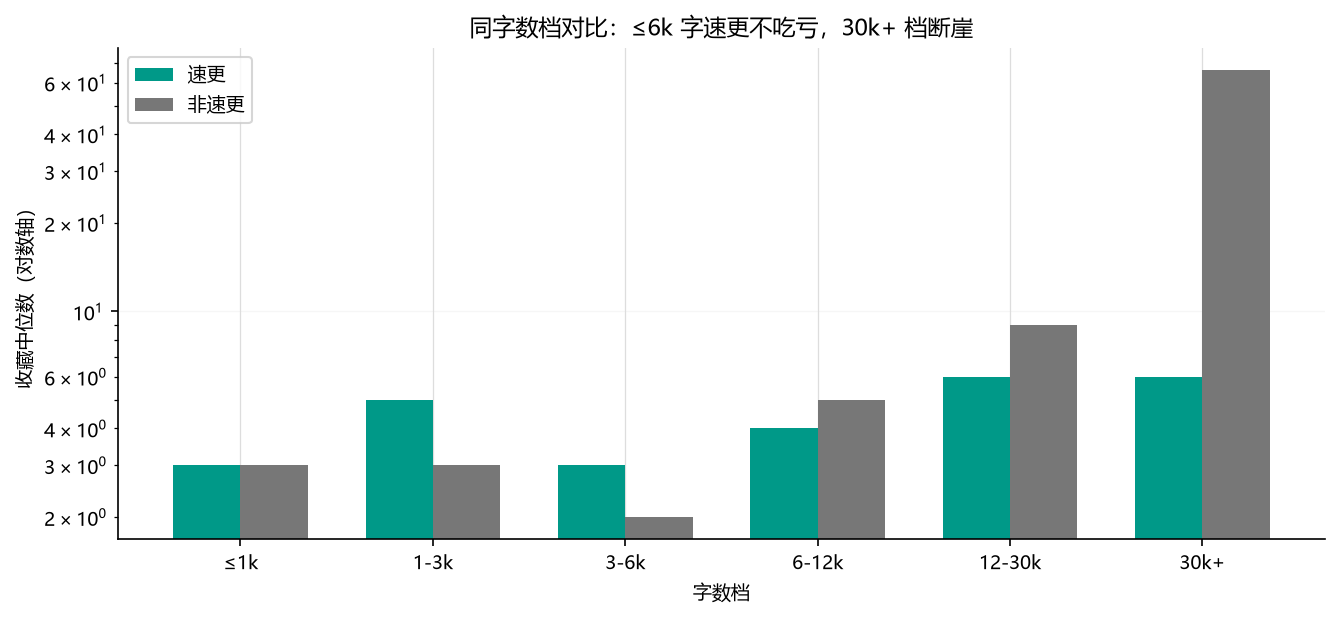 同字数档对比：≤6k 字速更不吃亏，30k+ 档断崖
速更
非速更
收藏中位数（对数轴）
6 × 10¹
4 × 10¹
3 × 10¹
2 × 10¹
10¹
6 × 10⁰
4 × 10⁰
3 × 10⁰
2 × 10⁰
≤1k 1-3k 3-6k 6-12k 12-30k 30k+
字数档